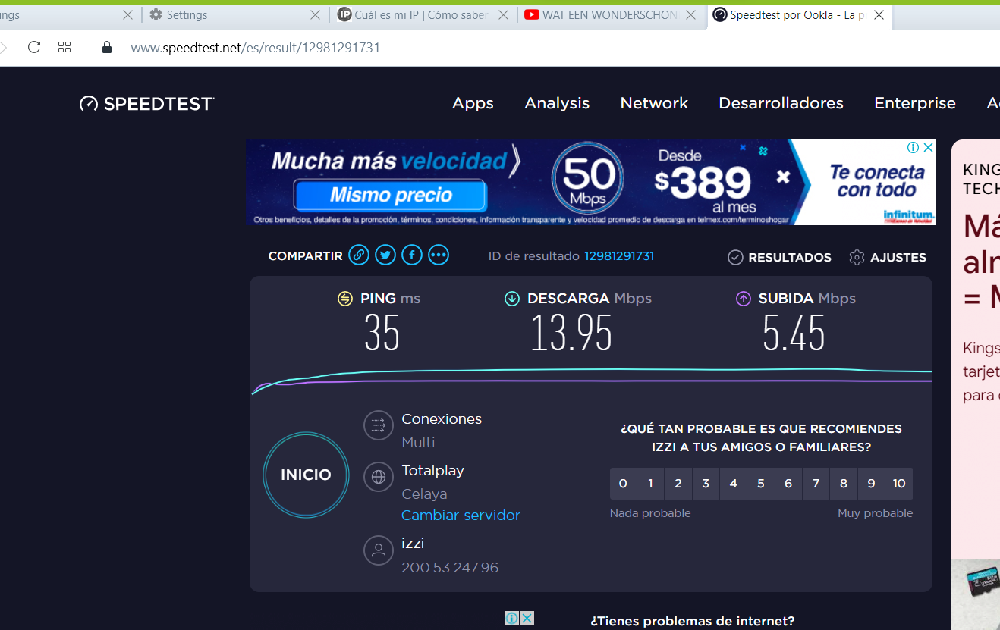 ings
Settings
Cuál es mi IP | Cómo saber
WAT EEN WONDERSCHON
Speedtest por Ookla - La p
www.speedtest.net/es/result/12981291731
SPEEDTEST
Apps
Analysis
Network
Desarrolladores
Enterprise
Mucha más velocidad
Mismo precio
50
Mbps
Desde
$389
al mes
Te conecta
con todo
infinitum
Otros beneficios, detalles de la promoción, términos, condiciones, información transparente y velocidad promedio de descarga en telmex.com/terminoshogar
KING
TECH
Má
alm
= M
Kings
tarjet
para
COMPARTIR
ID de resultado 12981291731
RESULTADOS
AJUSTES
PING ms
35
DESCARGA Mbps
13.95
SUBIDA Mbps
5.45
INICIO
Conexiones
Multi
Totalplay
Celaya
Cambiar servidor
izzi
200.53.247.96
¿QUÉ TAN PROBABLE ES QUE RECOMIENDES
IZZI A TUS AMIGOS O FAMILIARES?
0 1 2 3 4 5 6 7 8 9 10
Nada probable
Muy probable
¿Tienes problemas de internet?